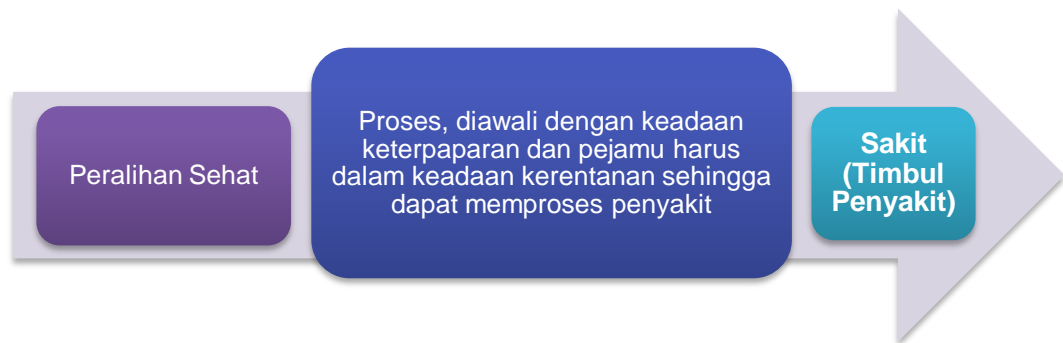 Peralihan Sehat
Proses, diawali dengan keadaan
keterpaparan dan pejamu harus
dalam keadaan kerentanan sehingga
dapat memproses penyakit
Sakit
(Timbul
Penyakit)